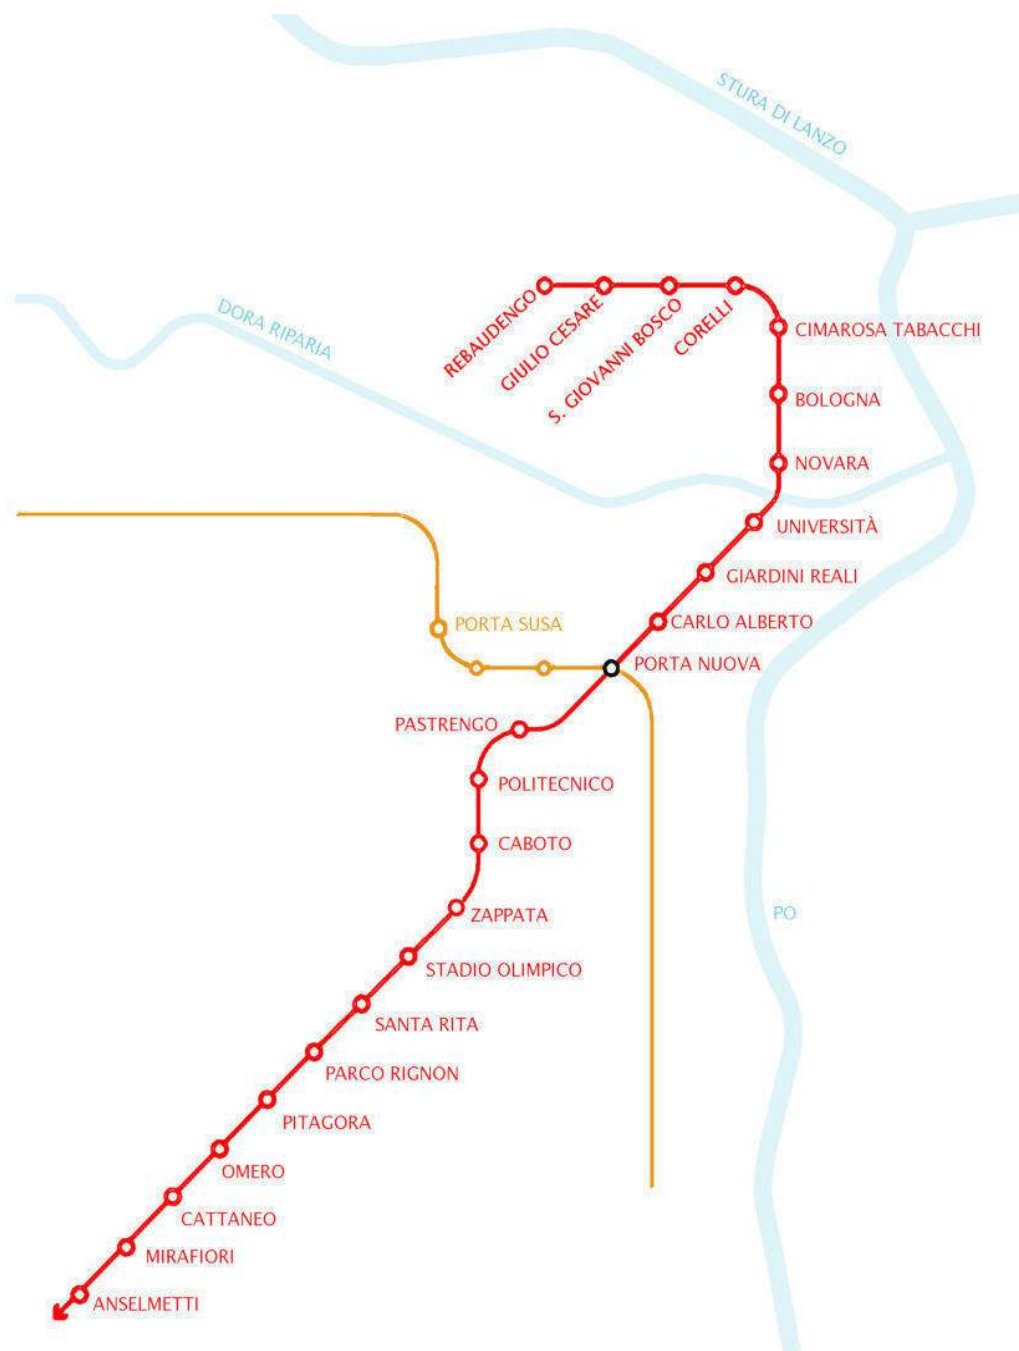 STURA DI LANZO
DORA RIPARIA
REBAUDENGO
GIULIO CESARE
S. GIOVANNI BOSCO
CORELLI
CIMAROSA TABACCHI
BOLOGNA
NOVARA
UNIVERSITÀ
GIARDINI REALI
CARLO ALBERTO
PORTA SUSA
PORTA NUOVA
PASTRENGO
POLITECNICO
CABOTO
ZAPPATA
PO
STADIO OLIMPICO
SANTA RITA
PARCO RIGNON
PITAGORA
OMERO
CATTANEO
MIRAFIORI
ANSELMETTI